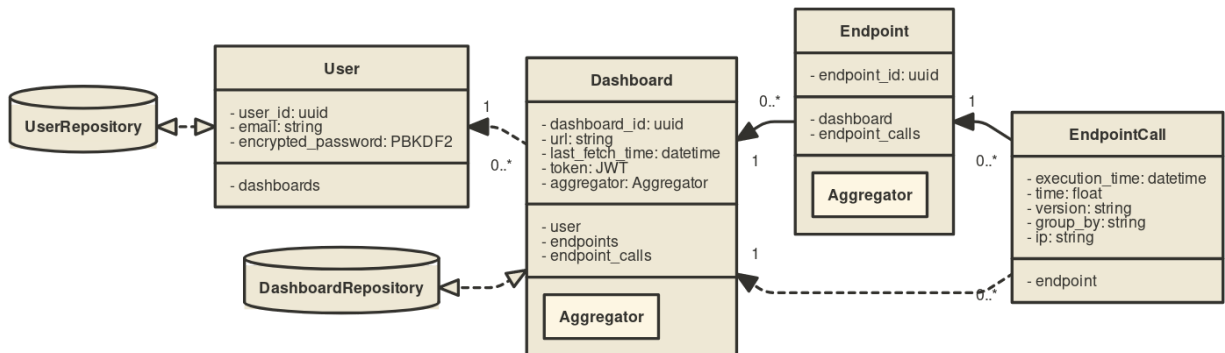 UserRepository
User
- user_id: uuid
- email: string
- encrypted_password: PBKDF2
- dashboards
1
0..*
DashboardRepository
Dashboard
- dashboard_id: uuid
- url: string
- last_fetch_time: datetime
- token: JWT
- aggregator: Aggregator
- user
- endpoints
- endpoint_calls
Aggregator
0..*
1
1
0..*
Endpoint
- endpoint_id: uuid
- dashboard
- endpoint_calls
Aggregator
1
0..*
EndpointCall
- execution_time: datetime
- time: float
- version: string
- group_by: string
- ip: string
- endpoint